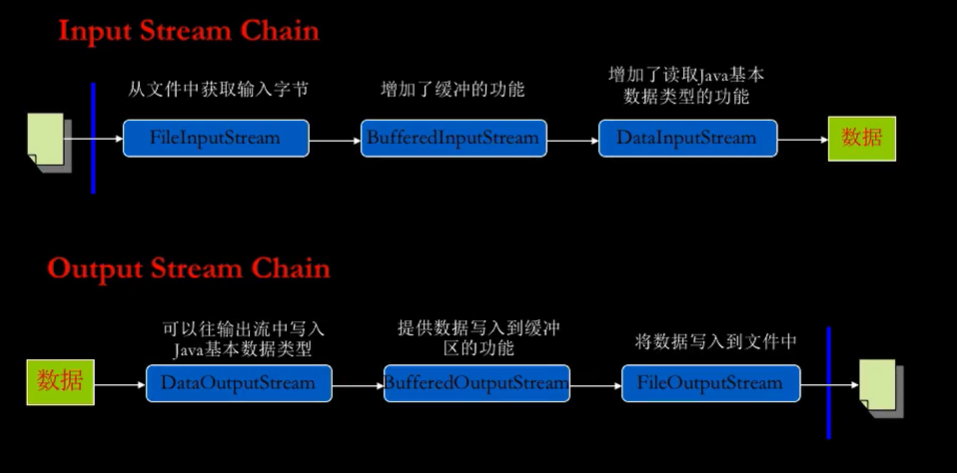 Input Stream Chain
从文件中获取输入字节
增加了缓冲的功能
增加了读取Java基本
数据类型的功能
FileInputStream
BufferedInputStream
DataInputStream
数据
Output Stream Chain
可以往输出流中写入
Java基本数据类型
提供数据写入到缓冲
区的功能
将数据写入到文件中
数据
DataOutputStream
BufferedOutputStream
FileOutputStream